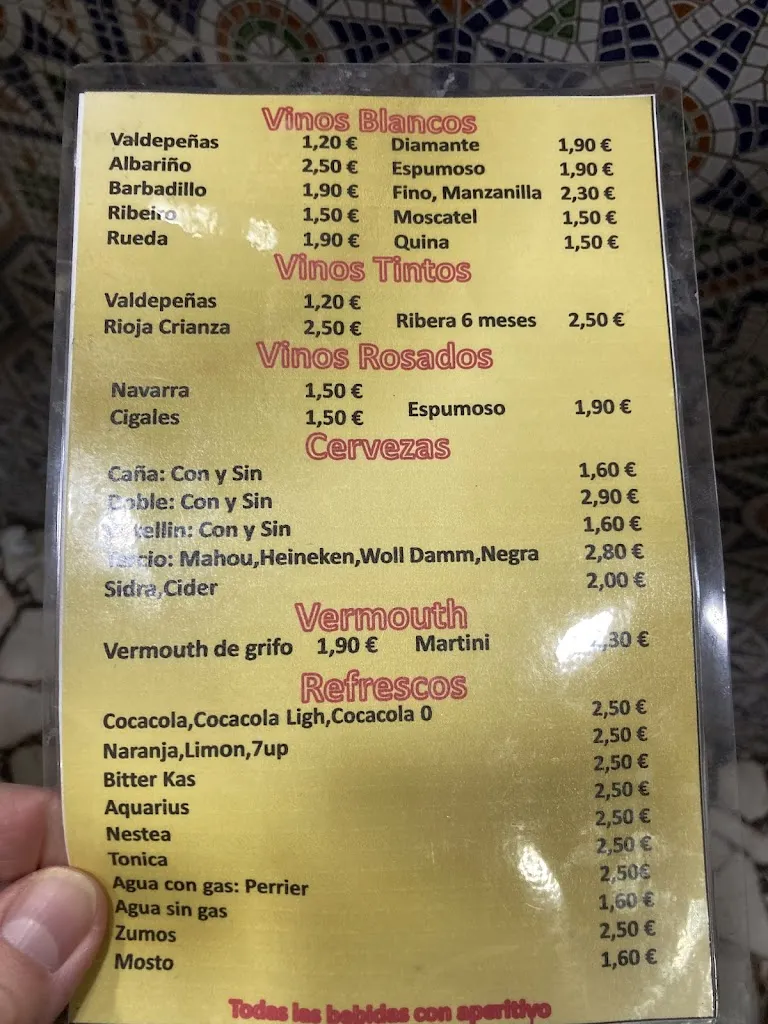 Vinos Blancos
Valdepeñas 1,20 € Diamante 1,90 €
Albariño 2,50 € Espumoso 1,90 €
Barbadillo 1,90 € Fino, Manzanilla 2,30 €
Ribeiro 1,50 € Moscatel 1,50 €
Rueda 1,90 € Quina 1,50 €
Vinos Tintos
Valdepeñas 1,20 €
Rioja Crianza 2,50 € Ribera 6 meses 2,50 €
Vinos Rosados
Navarra 1,50 €
Cigales 1,50 € Espumoso 1,90 €
Cervezas
Caña: Con y Sin 1,60 €
Doble: Con y Sin 2,90 €
Con y Sin 1,60 €
Tercio: Mahou,Heineken,Woll Damm,Negra 2,80 €
Sidra,Cider 2,00 €
Vermouth
Vermouth de grifo 1,90 € Martini
Refrescos
Cocacola,Cocacola Ligh,Cocacola 0 2,50 €
Naranja,Limon,7up 2,50 €
Bitter Kas 2,50 €
Aquarius 2,50 €
Nestea 2,50 €
Tonica 2,50 €
Agua con gas: Perrier 2,50€
Agua sin gas 1,60 €
Zumos 2,50 €
Mosto 1,60 €
Todas las bebidas con aperitivo